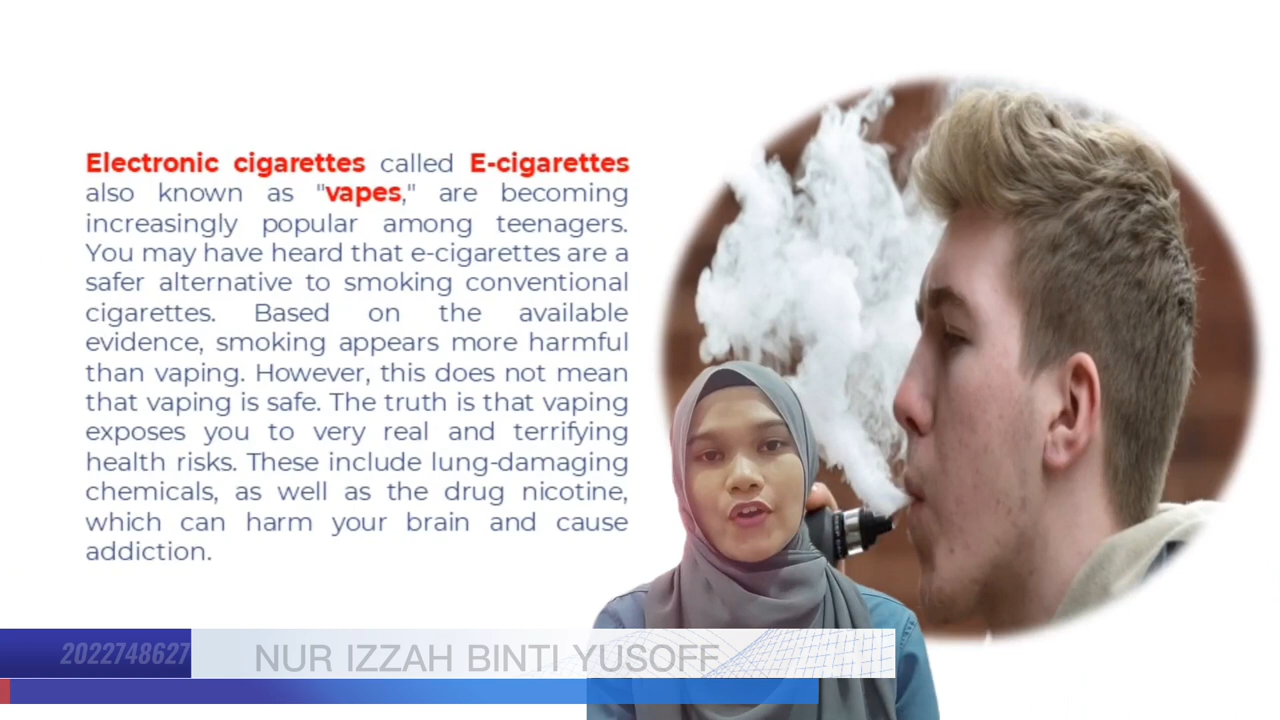 Electronic cigarettes called E-cigarettes
also known as "vapes," are becoming
increasingly popular among teenagers.
You may have heard that e-cigarettes are a
safer alternative to smoking conventional
cigarettes. Based on the available
evidence, smoking appears more harmful
than vaping. However, this does not mean
that vaping is safe. The truth is that vaping
exposes you to very real and terrifying
health risks. These include lung-damaging
chemicals, as well as the drug nicotine,
which can harm your brain and cause
addiction.
2022748627
NUR IZZAH BINTI YUSOFF